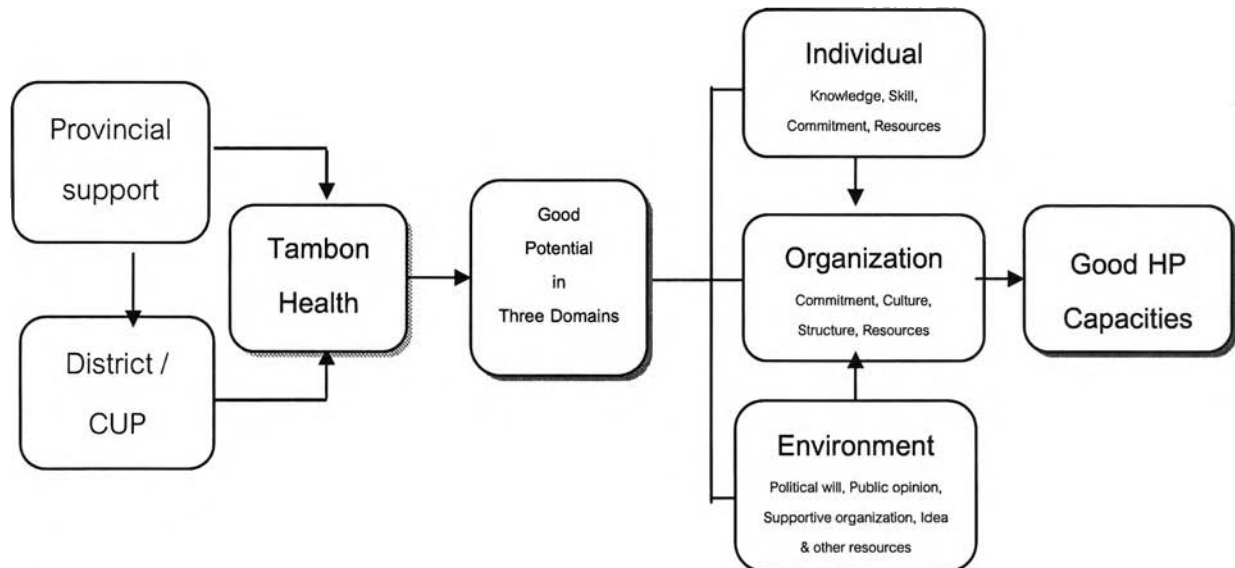 Provincial
support
District /
CUP
Tambon
Health
Good
Potential
in
Three Domains
Individual
Knowledge, Skill,
Commitment, Resources
Organization
Commitment, Culture,
Structure, Resources
Environment
Political will, Public opinion,
Supportive organization, Idea
& other resources
Good HP
Capacities